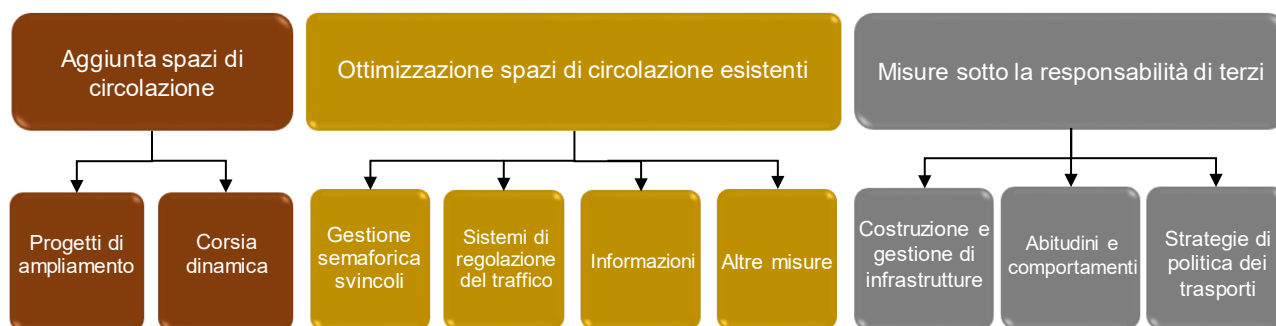 Aggiunta spazi di
circolazione
Ottimizzazione spazi di circolazione esistenti
Misure sotto la responsabilità di terzi
Progetti di
ampliamento
Corsia
dinamica
Gestione
semaforica
svincoli
Sistemi di
regolazione
del traffico
Informazioni
Altre misure
Costruzione e
gestione di
infrastrutture
Abitudini e
comportamenti
Strategie di
politica dei
trasporti